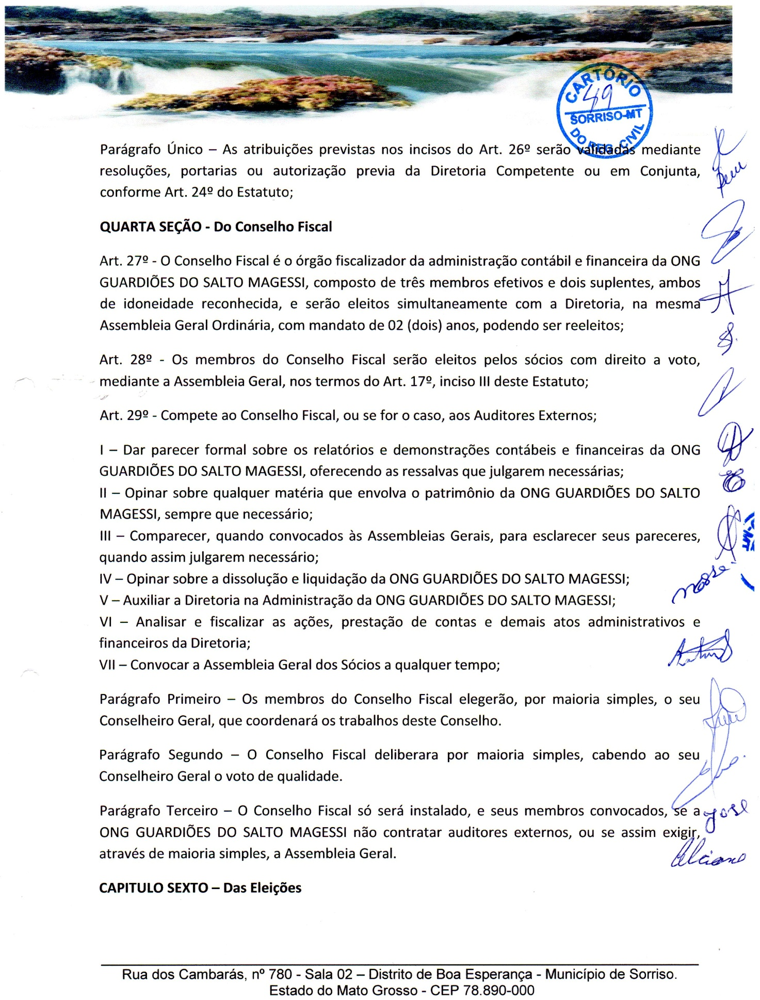 CARTÓRIO
49
SORRISO-MT
DO REG. CIVIL
Parágrafo Único – As atribuições previstas nos incisos do Art. 26º serão validadas mediante
resoluções, portarias ou autorização previa da Diretoria Competente ou em Conjunta,
conforme Art. 24º do Estatuto;
QUARTA SEÇÃO - Do Conselho Fiscal
Art. 27º - O Conselho Fiscal é o órgão fiscalizador da administração contábil e financeira da ONG
GUARDIÕES DO SALTO MAGESSI, composto de três membros efetivos e dois suplentes, ambos
de idoneidade reconhecida, e serão eleitos simultaneamente com a Diretoria, na mesma
Assembleia Geral Ordinária, com mandato de 02 (dois) anos, podendo ser reeleitos;
Art. 28º - Os membros do Conselho Fiscal serão eleitos pelos sócios com direito a voto,
mediante a Assembleia Geral, nos termos do Art. 17º, inciso III deste Estatuto;
Art. 29º - Compete ao Conselho Fiscal, ou se for o caso, aos Auditores Externos;
I – Dar parecer formal sobre os relatórios e demonstrações contábeis e financeiras da ONG
GUARDIÕES DO SALTO MAGESSI, oferecendo as ressalvas que julgarem necessárias;
II – Opinar sobre qualquer matéria que envolva o patrimônio da ONG GUARDIÕES DO SALTO
MAGESSI, sempre que necessário;
III – Comparecer, quando convocados às Assembleias Gerais, para esclarecer seus pareceres,
quando assim julgarem necessário;
IV – Opinar sobre a dissolução e liquidação da ONG GUARDIÕES DO SALTO MAGESSI;
V – Auxiliar a Diretoria na Administração da ONG GUARDIÕES DO SALTO MAGESSI;
VI – Analisar e fiscalizar as ações, prestação de contas e demais atos administrativos e
financeiros da Diretoria;
VII – Convocar a Assembleia Geral dos Sócios a qualquer tempo;
Parágrafo Primeiro – Os membros do Conselho Fiscal elegerão, por maioria simples, o seu
Conselheiro Geral, que coordenará os trabalhos deste Conselho.
Parágrafo Segundo – O Conselho Fiscal deliberara por maioria simples, cabendo ao seu
Conselheiro Geral o voto de qualidade.
Parágrafo Terceiro – O Conselho Fiscal só será instalado, e seus membros convocados, se a
ONG GUARDIÕES DO SALTO MAGESSI não contratar auditores externos, ou se assim exigir,
através de maioria simples, a Assembleia Geral.
Jose
CAPITULO SEXTO – Das Eleições
Rua dos Cambarás, nº 780 - Sala 02 – Distrito de Boa Esperança - Município de Sorriso.
Estado do Mato Grosso - CEP 78.890-000